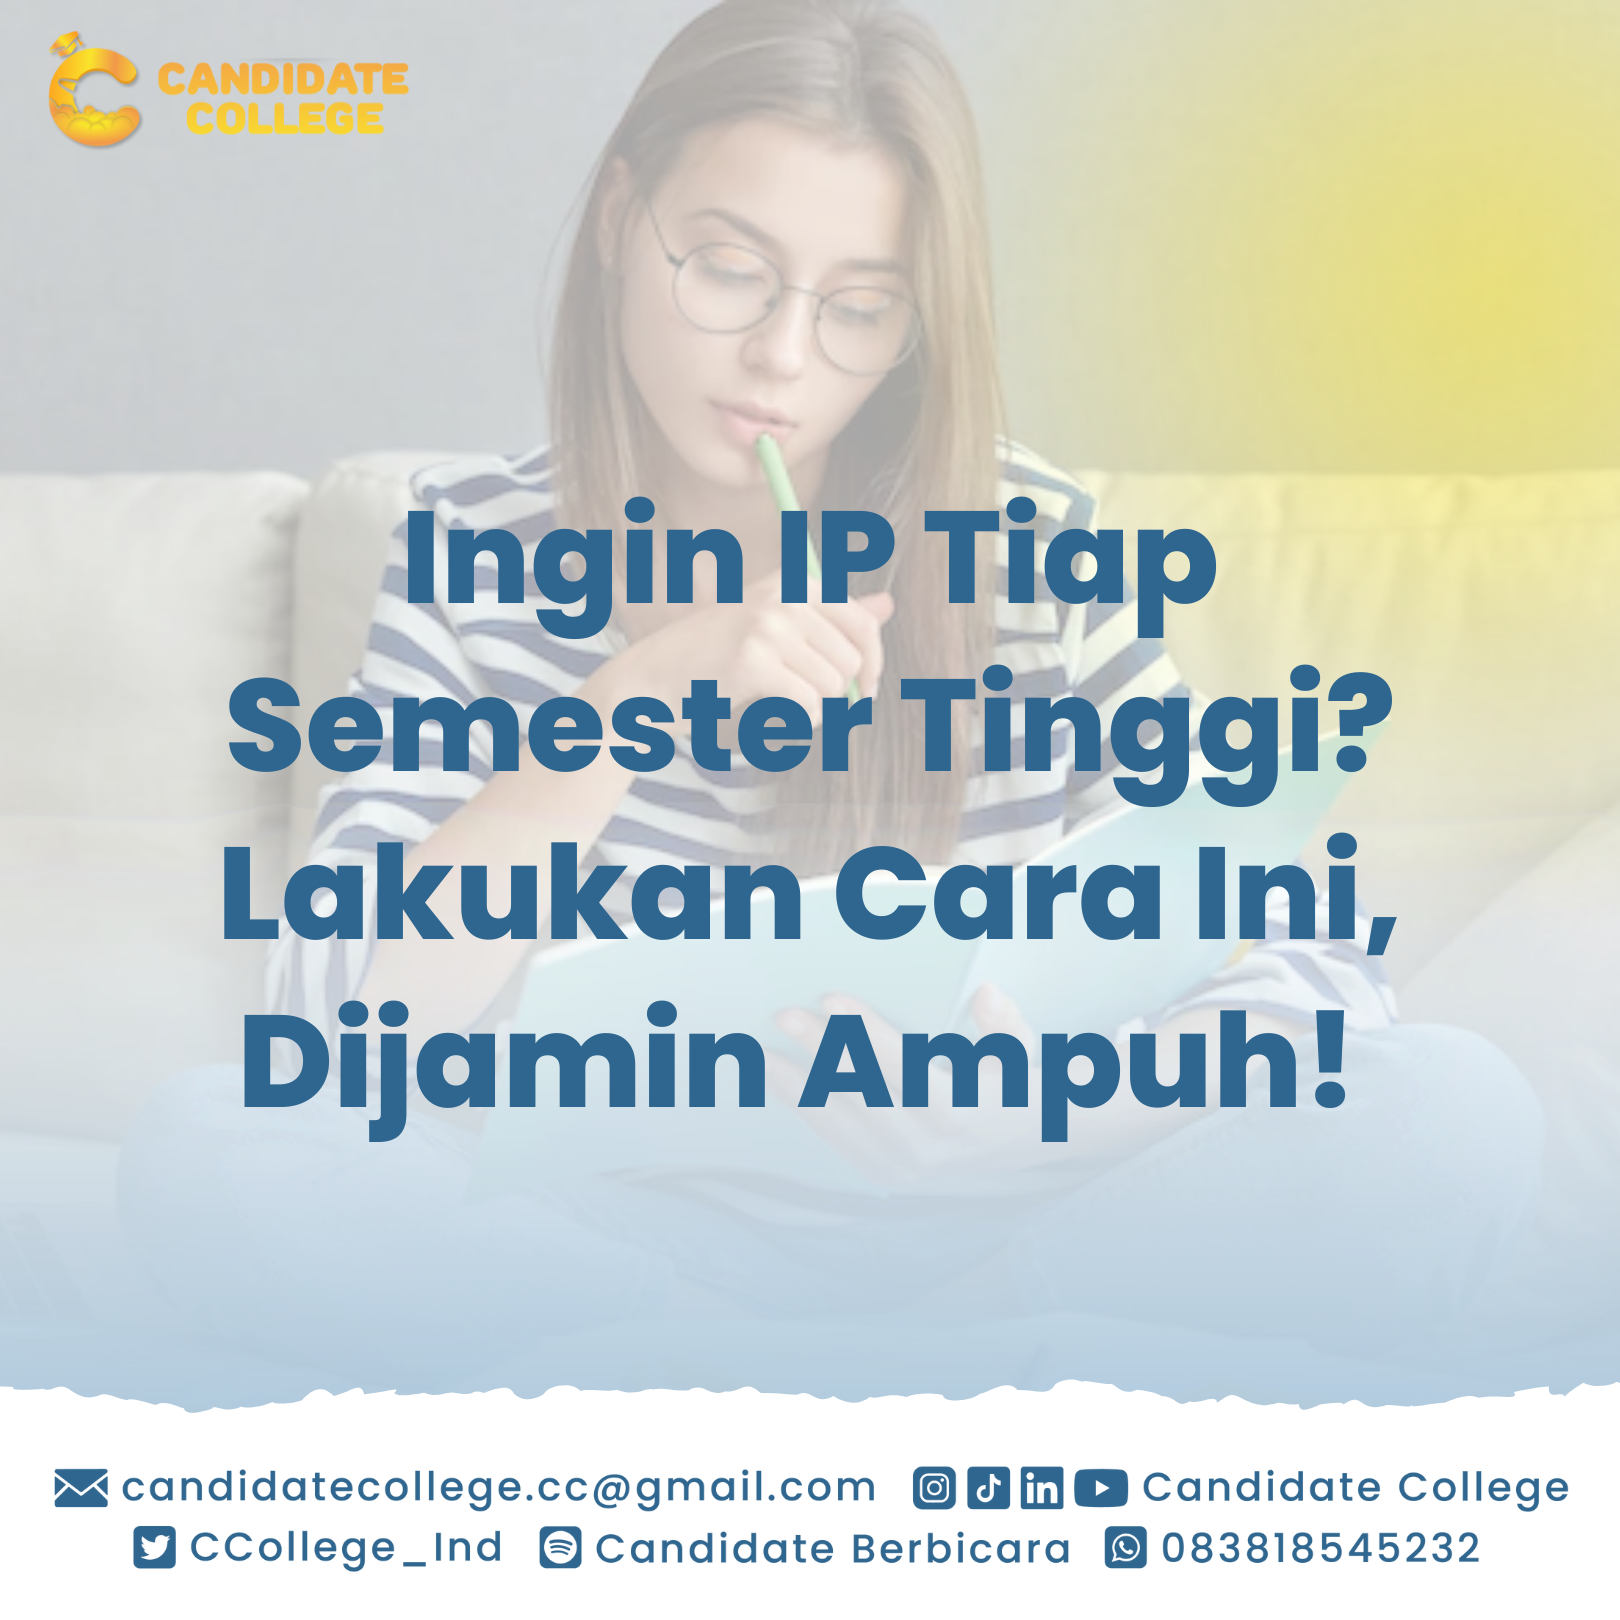 CANDIDATE
COLLEGE
Ingin IP Tiap
Semester Tinggi?
Lakukan Cara Ini,
Dijamin Ampuh!
candidatecollege.cc@gmail.com Candidate College
CCollege_Ind Candidate Berbicara 083818545232